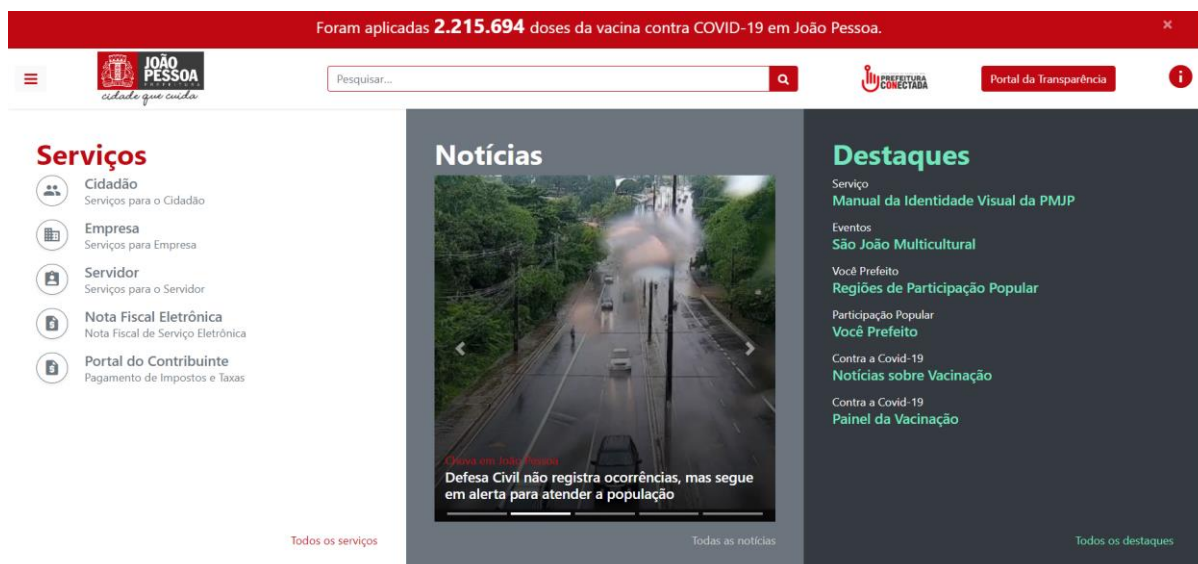 Foram aplicadas 2.215.694 doses da vacina contra COVID-19 em João Pessoa.
×
JOÃO
PESSOA
PREFEITURA
cidade que cuida
Pesquisar...
PREFEITURA
CONECTADA
Portal da Transparência
i
Serviços
Cidadão
Serviços para o Cidadão
Empresa
Serviços para Empresa
Servidor
Serviços para o Servidor
Nota Fiscal Eletrônica
Nota Fiscal de Serviço Eletrônica
Portal do Contribuinte
Pagamento de Impostos e Taxas
Todos os serviços
Notícias
Chuva em João Pessoa
Defesa Civil não registra ocorrências, mas segue
em alerta para atender a população
Todas as notícias
Destaques
Serviço
Manual da Identidade Visual da PMJP
Eventos
São João Multicultural
Você Prefeito
Regiões de Participação Popular
Participação Popular
Você Prefeito
Contra a Covid-19
Notícias sobre Vacinação
Contra a Covid-19
Painel da Vacinação
Todos os destaques